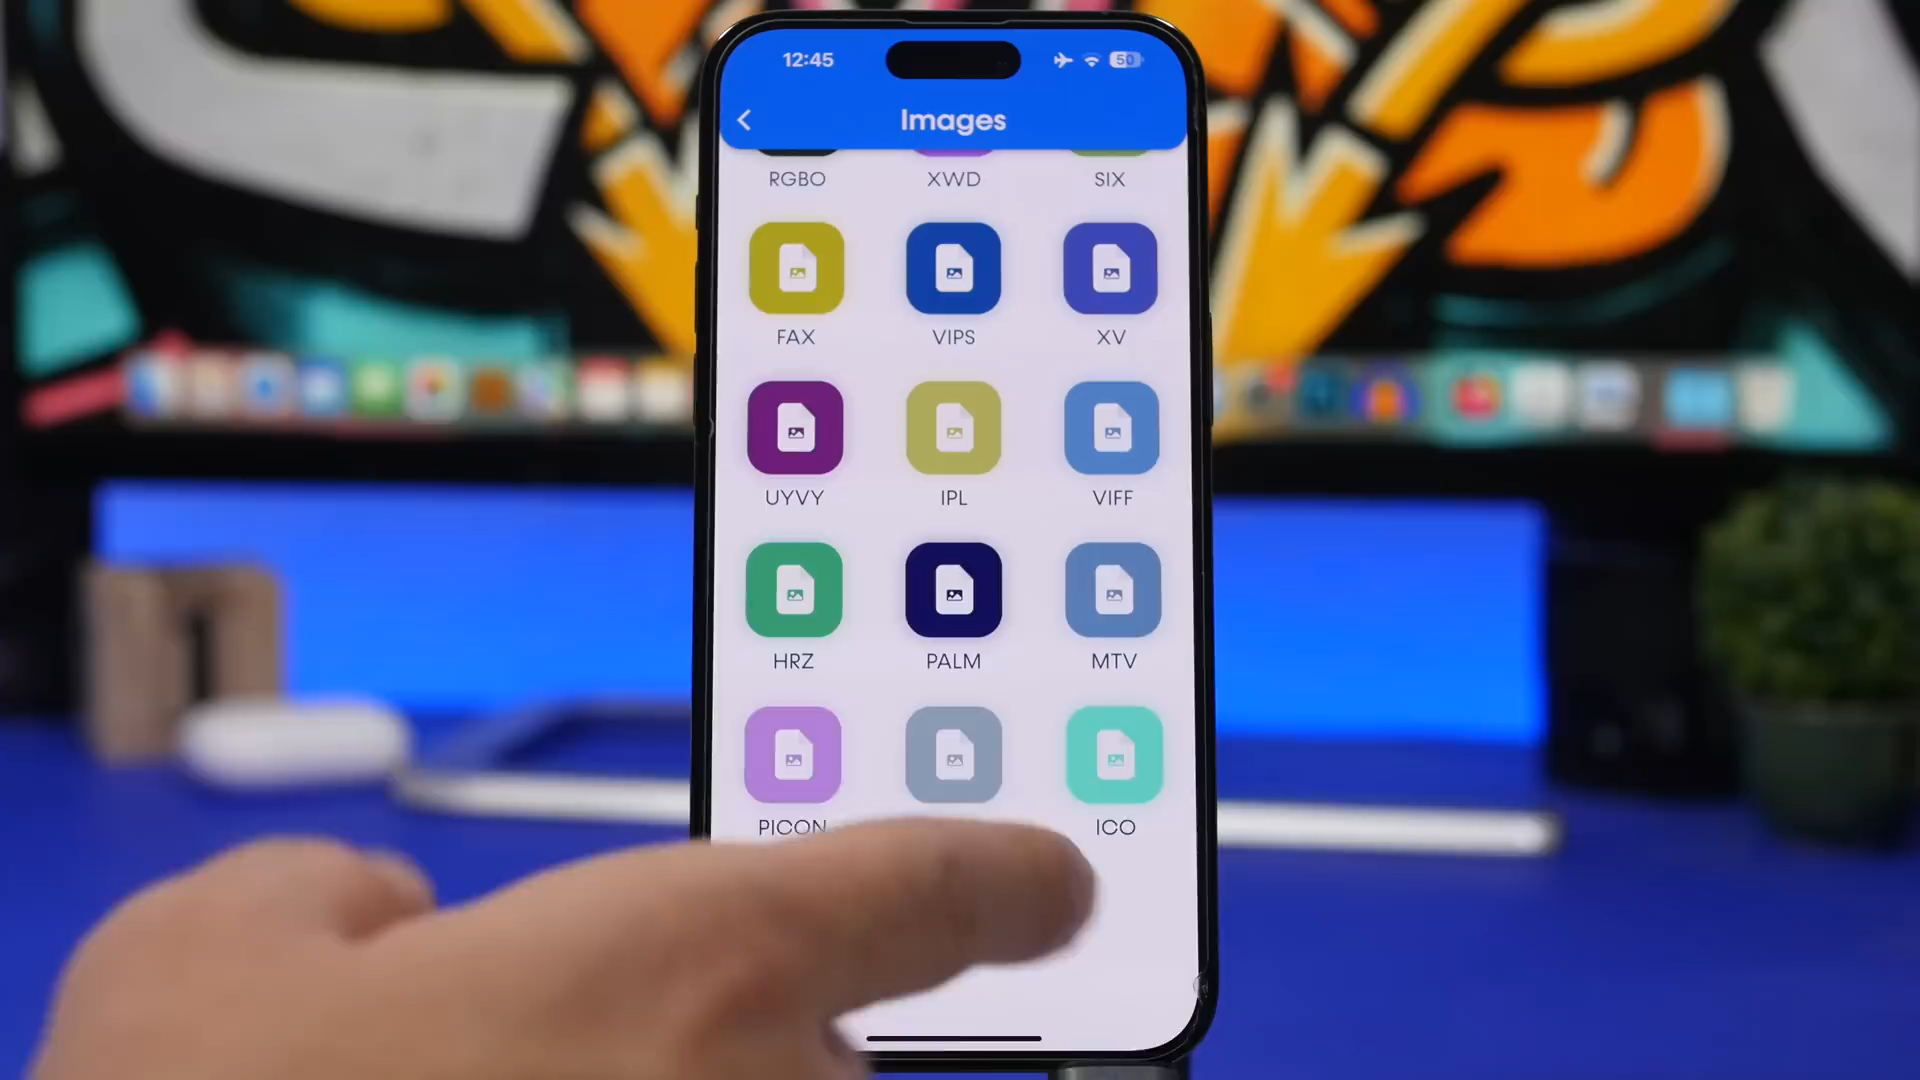 12:45
50
Images
RGBO XWD SIX
FAX VIPS XV
UYVY IPL VIFF
HRZ PALM MTV
PICON ICO